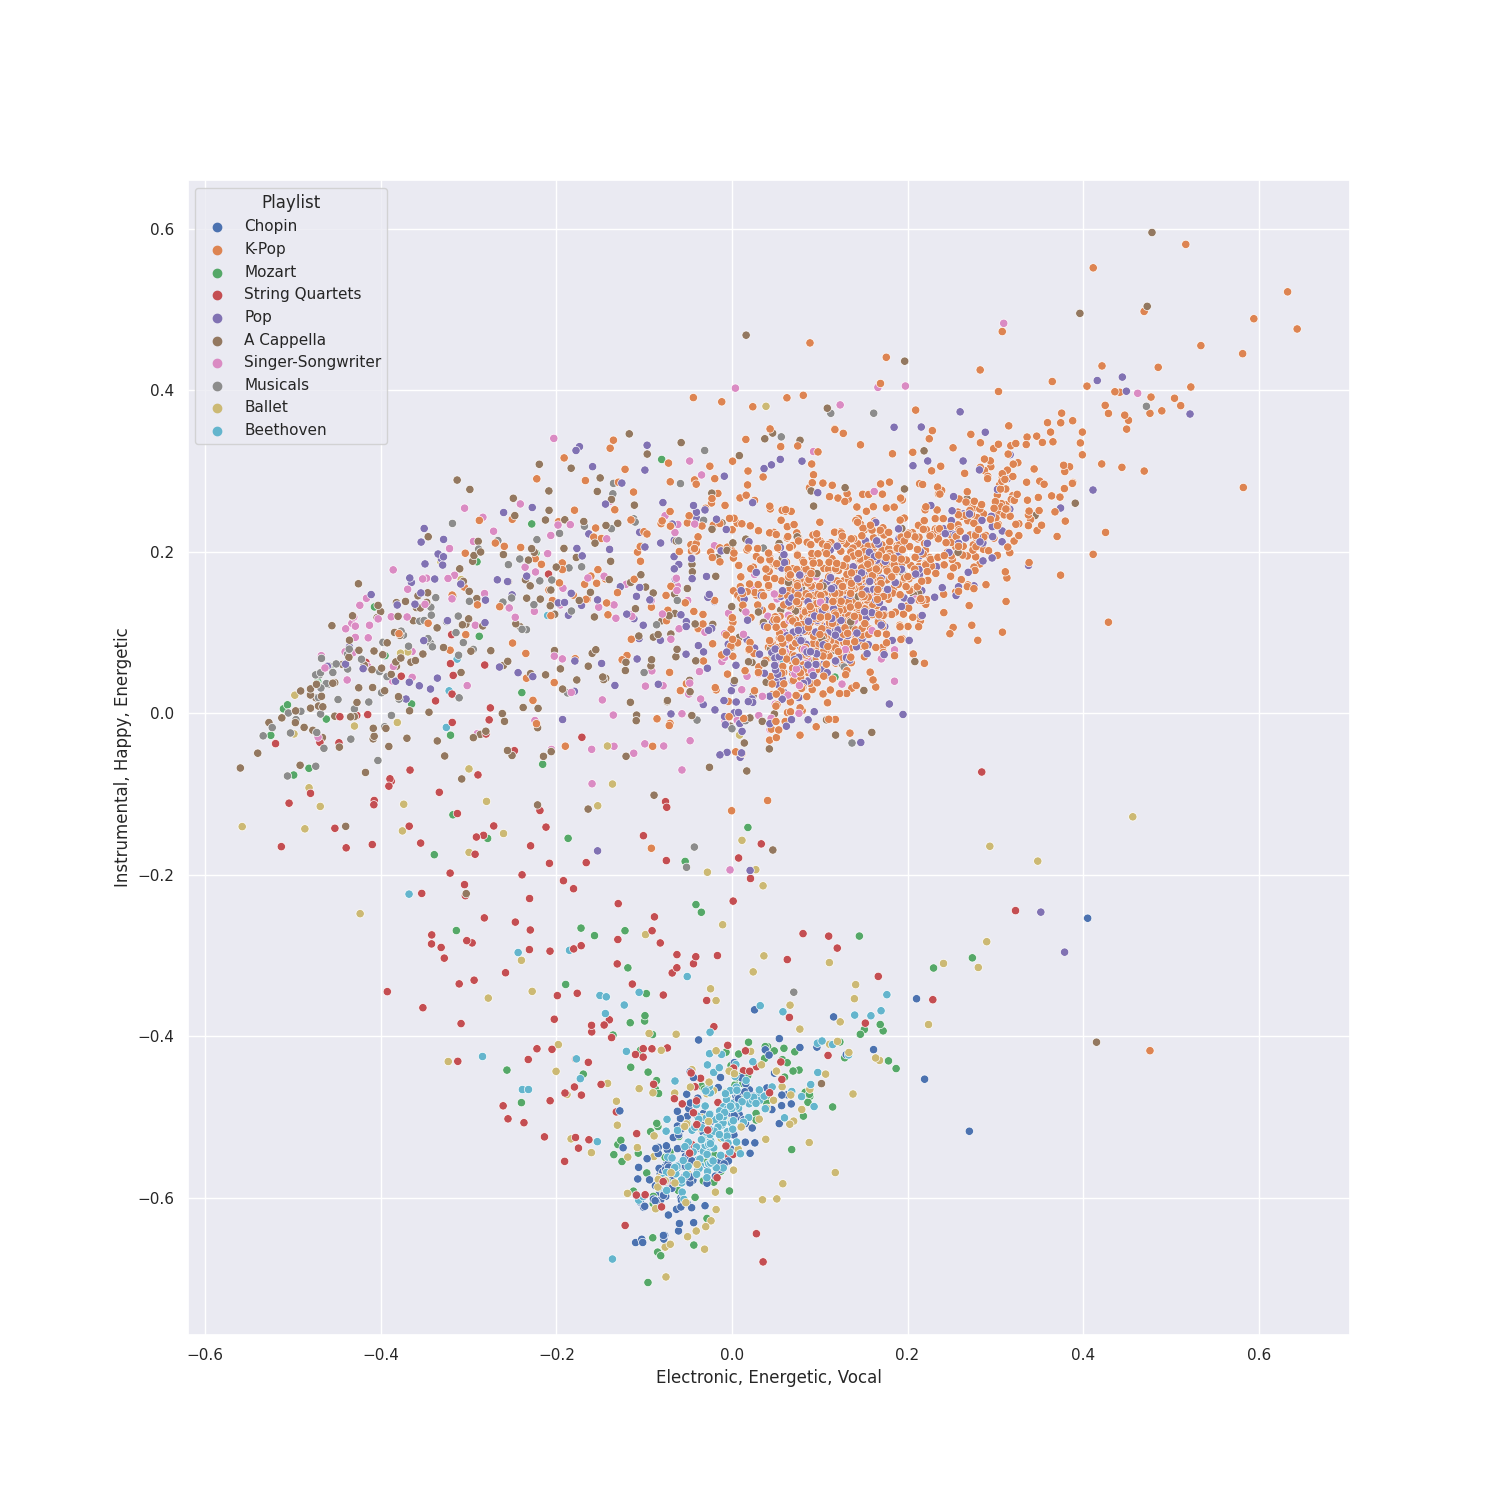 Playlist
Chopin
K-Pop
Mozart
String Quartets
Pop
A Cappella
Singer-Songwriter
Musicals
Ballet
Beethoven
0.6
0.4
0.2
0.0
−0.2
−0.4
−0.6
Instrumental, Happy, Energetic
−0.6 −0.4 −0.2 0.0 0.2 0.4 0.6
Electronic, Energetic, Vocal